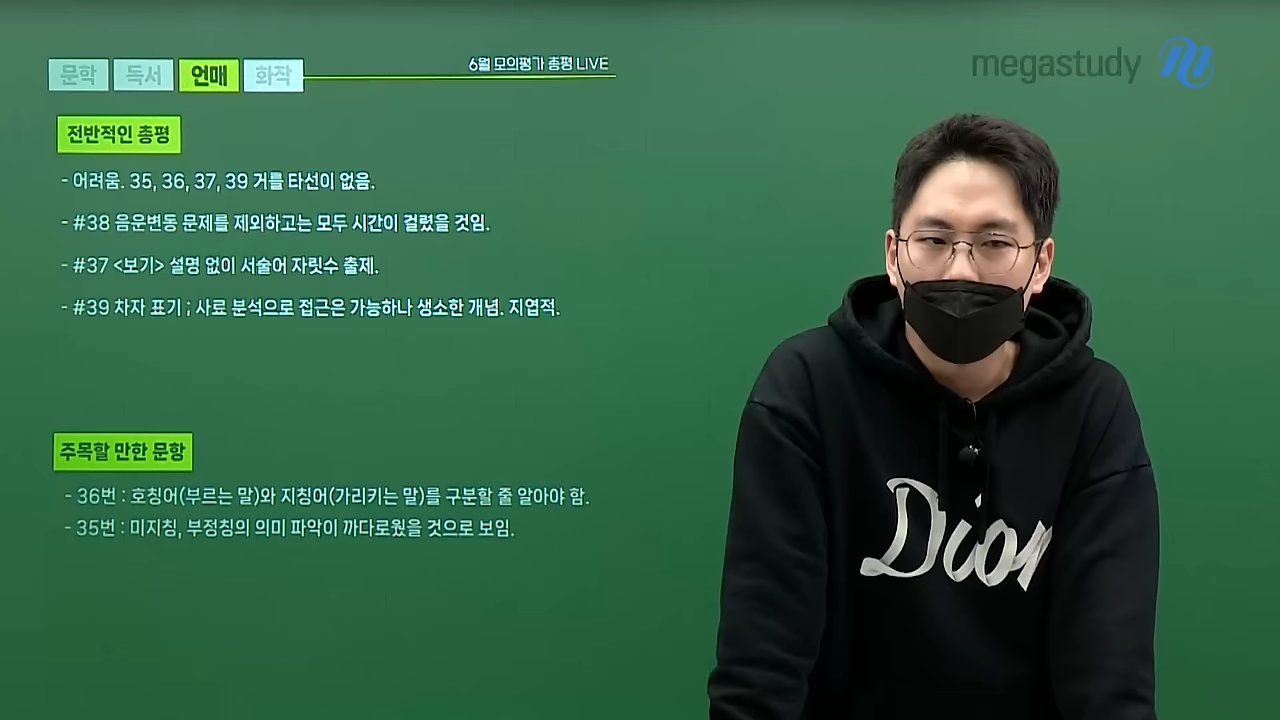 문학 독서 언매 화작
6월 모의평가 총평 LIVE
megastudy
전반적인 총평
- 어려움. 35, 36, 37, 39 거를 타선이 없음.
- #38 음운변동 문제를 제외하고는 모두 시간이 걸렸을 것임.
- #37 <보기> 설명 없이 서술어 자릿수 출제.
- #39 차자 표기 ; 사료 분석으로 접근은 가능하나 생소한 개념. 지엽적.
주목할 만한 문항
- 36번 : 호칭어(부르는 말)와 지칭어(가리키는 말)를 구분할 줄 알아야 함.
- 35번 : 미지칭, 부정칭의 의미 파악이 까다로웠을 것으로 보임.
Dior